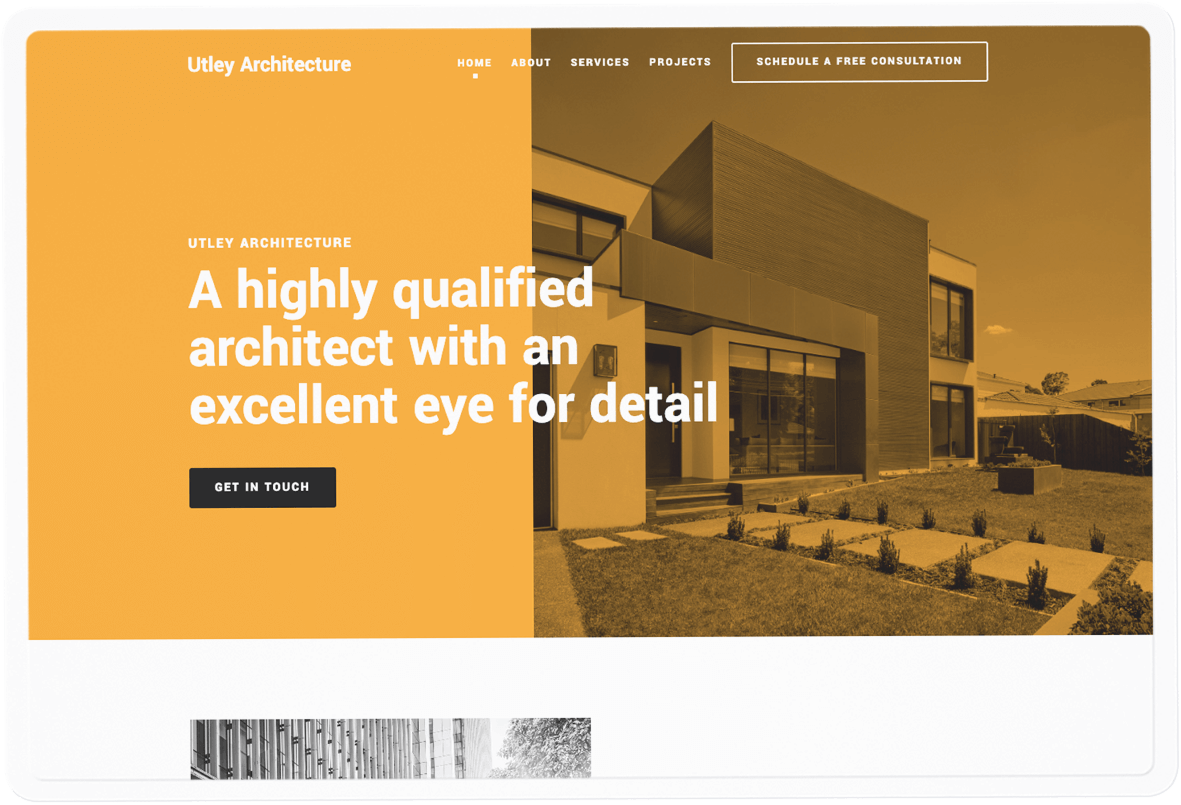 Utley Architecture
HOME ABOUT SERVICES PROJECTS SCHEDULE A FREE CONSULTATION
UTLEY ARCHITECTURE
A highly qualified
architect with an
excellent eye for detail
GET IN TOUCH